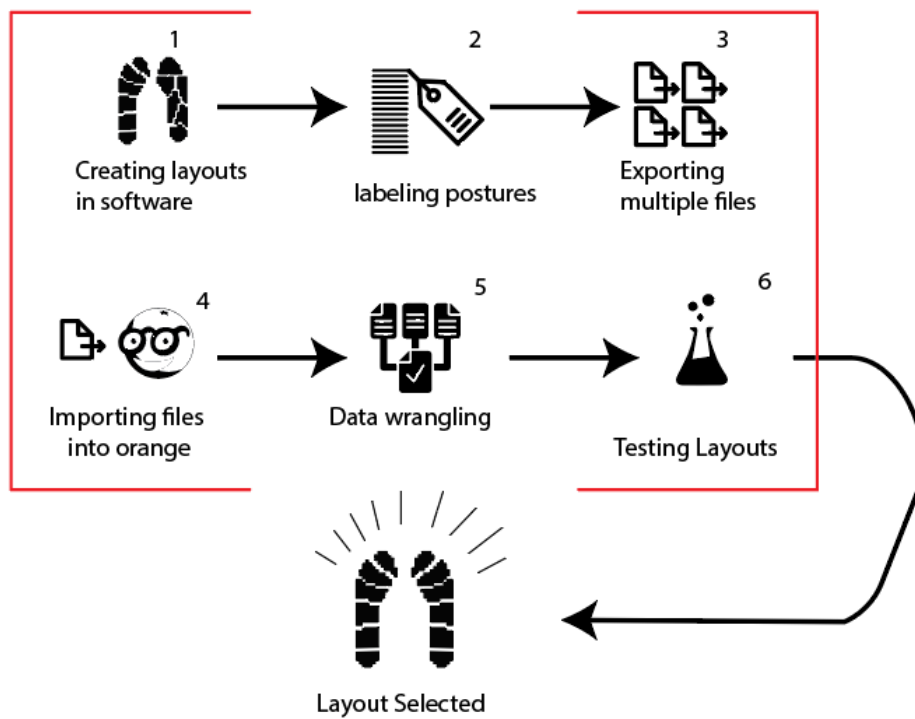 1
2
3
Creating layouts
in software
labeling postures
Exporting
multiple files
4
5
6
Importing files
into orange
Data wrangling
Testing Layouts
Layout Selected